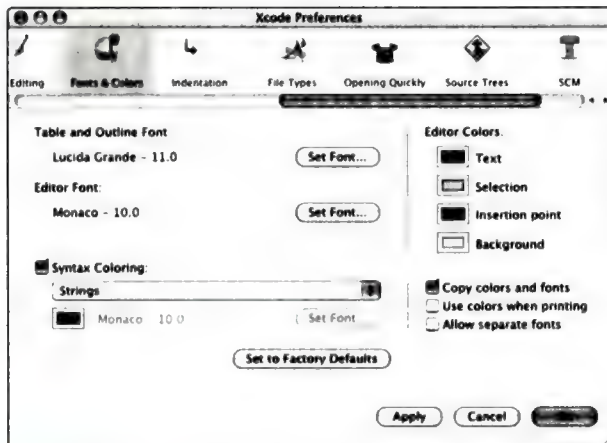 Xcode Preferences
Editing
Fonts & Colors
Indentation
File Types
Opening Quickly
Source Trees
SCM
Table and Outline Font
Lucida Grande - 11.0
Set Font...
Editor Font:
Monaco - 10.0
Set Font...
Syntax Coloring:
Strings
Monaco 10.0
Set Font
Editor Colors:
Text
Selection
Insertion point
Background
Copy colors and fonts
Use colors when printing
Allow separate fonts
Set to Factory Defaults
Apply
Cancel